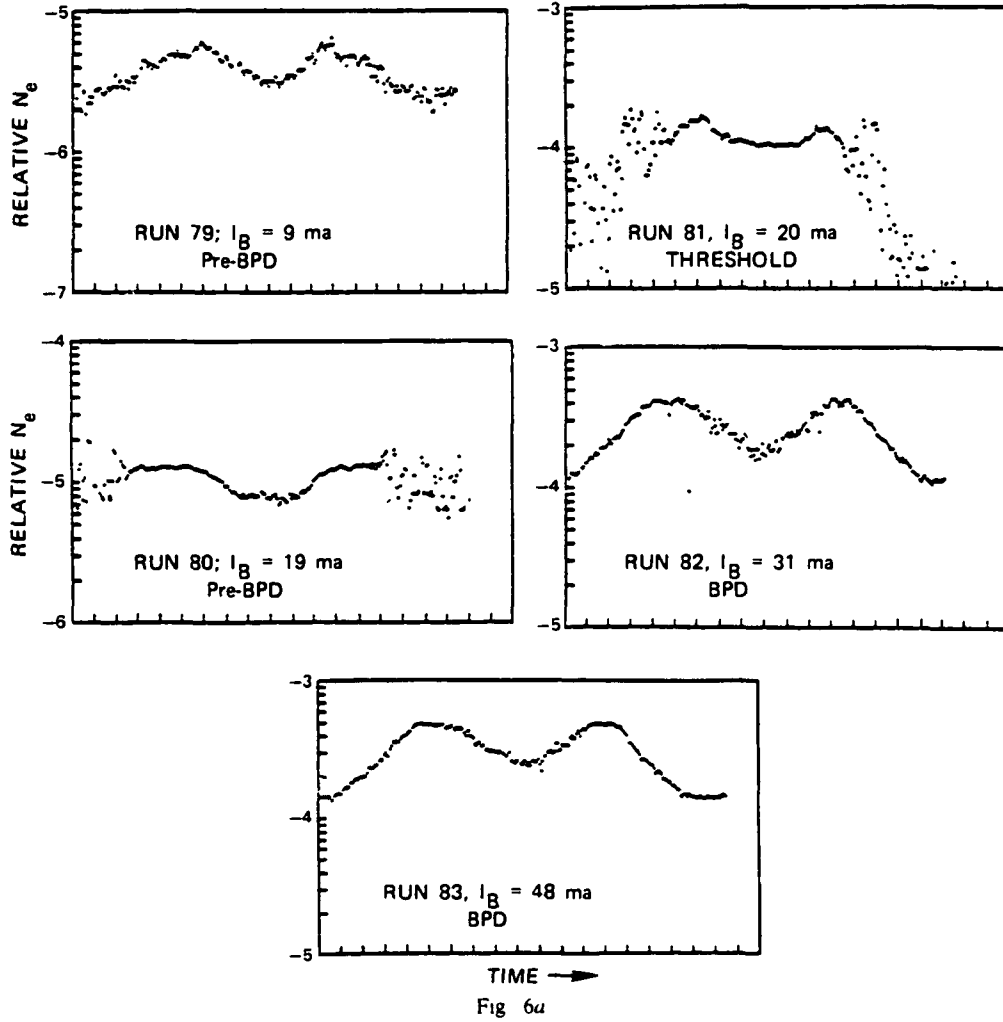 -5
-3
RELATIVE Ne
-6
-4
RUN 79; IB = 9 ma
Pre-BPD
RUN 81, IB = 20 ma
THRESHOLD
-7
-5
-4
-3
RELATIVE Ne
-5
-4
RUN 80; IB = 19 ma
Pre-BPD
RUN 82, IB = 31 ma
BPD
-6
-5
-3
-4
RUN 83, IB = 48 ma
BPD
-5
TIME →
Fig 6a